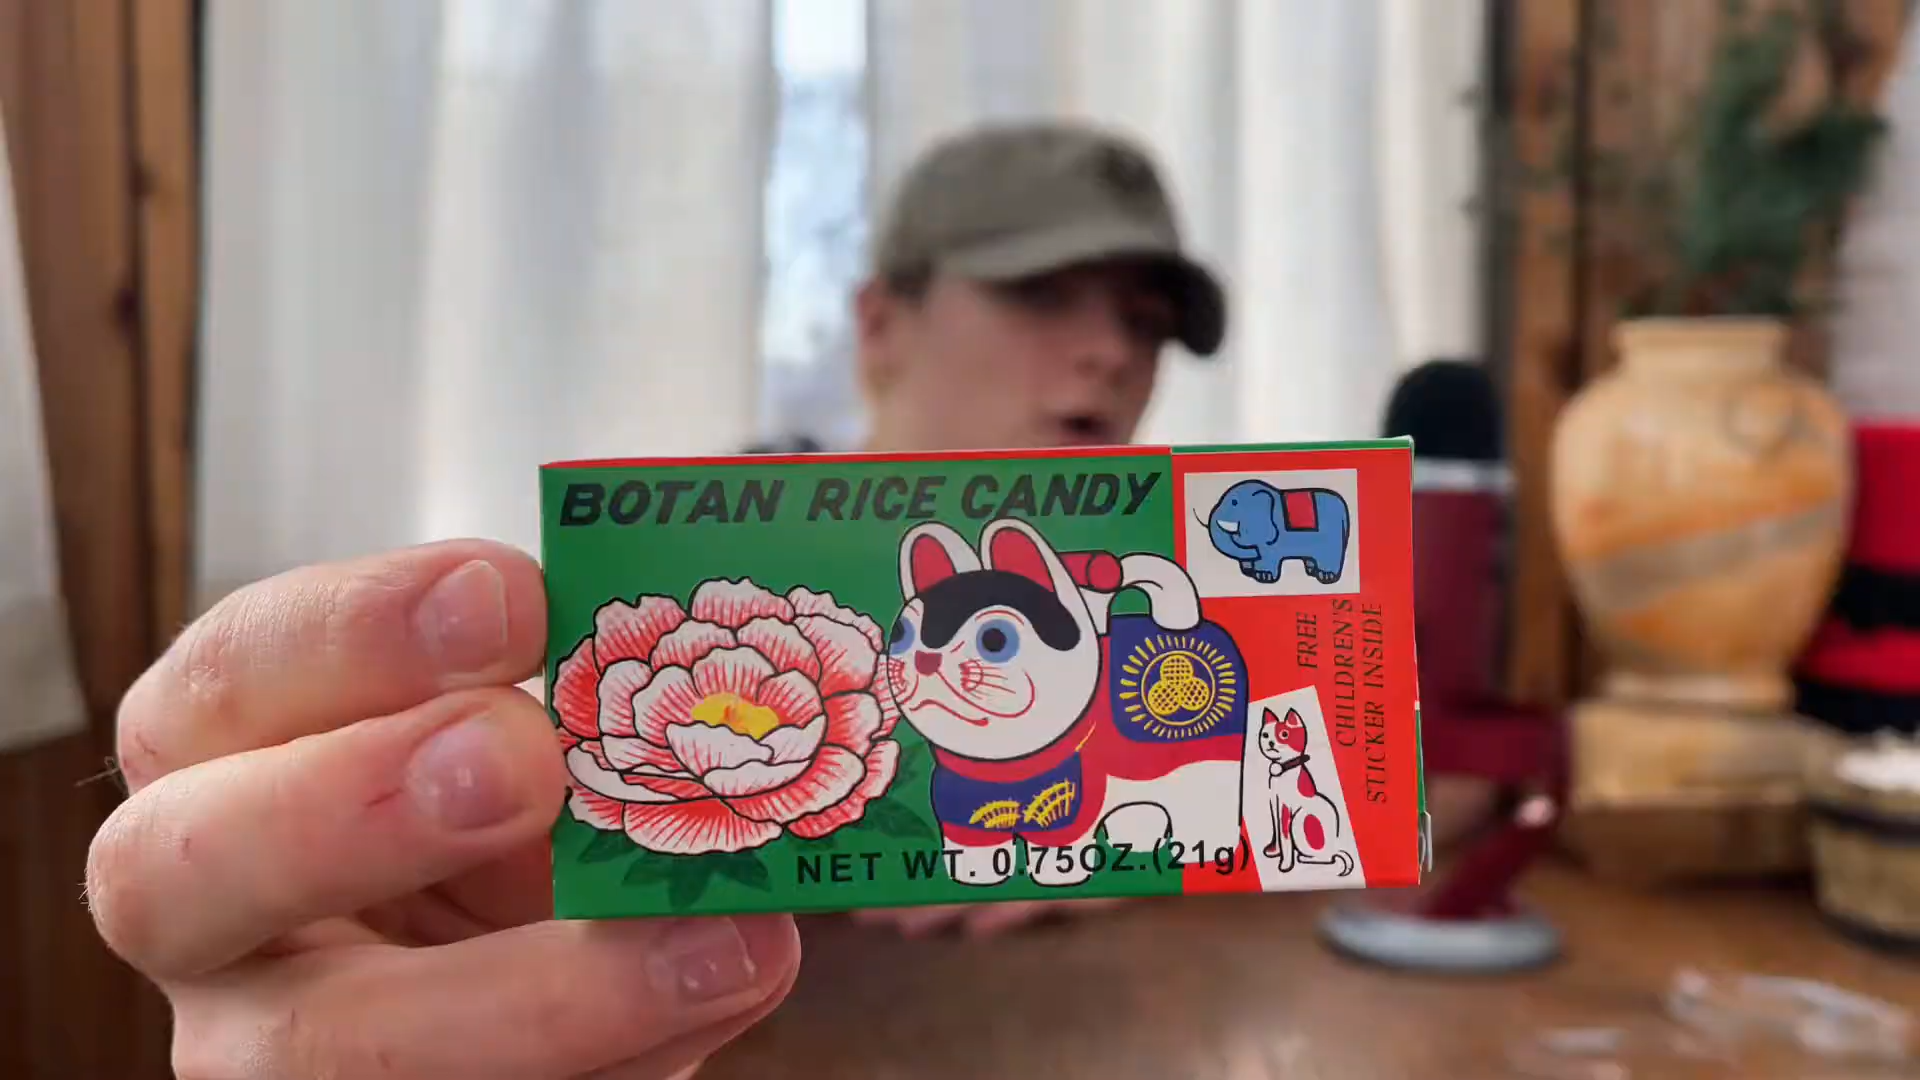 BOTAN RICE CANDY
FREE
CHILDREN'S
STICKER INSIDE
NET WT. 0.75OZ.(21g)